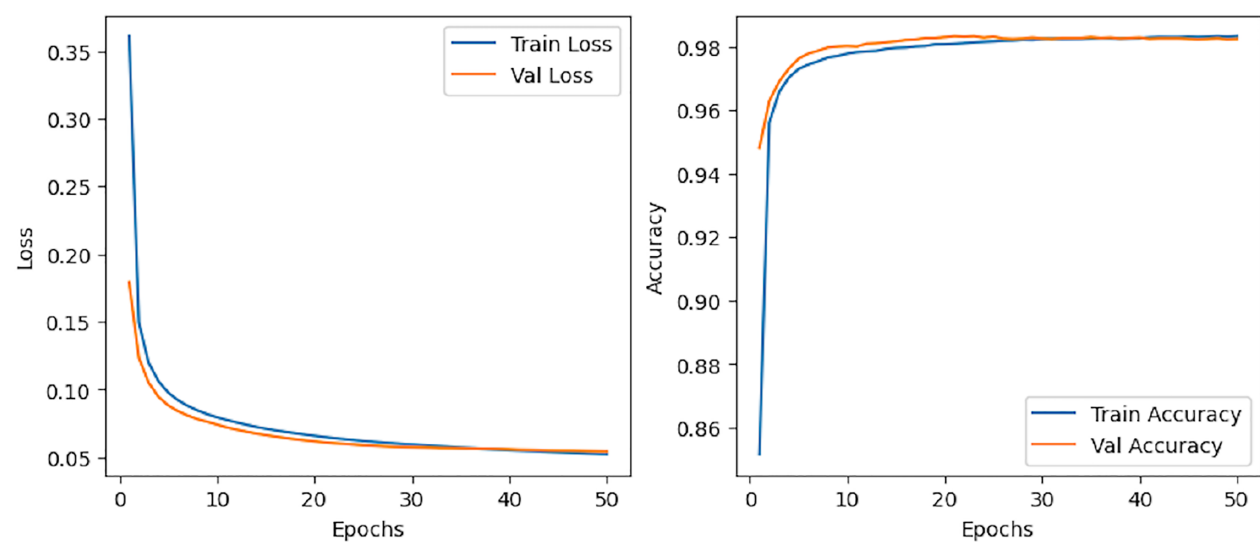 Train Loss
Val Loss
0.35
0.30
0.25
0.20
0.15
0.10
0.05
Loss
0 10 20 30 40 50
Epochs
0.98
0.96
0.94
0.92
0.90
0.88
0.86
Accuracy
Train Accuracy
Val Accuracy
0 10 20 30 40 50
Epochs